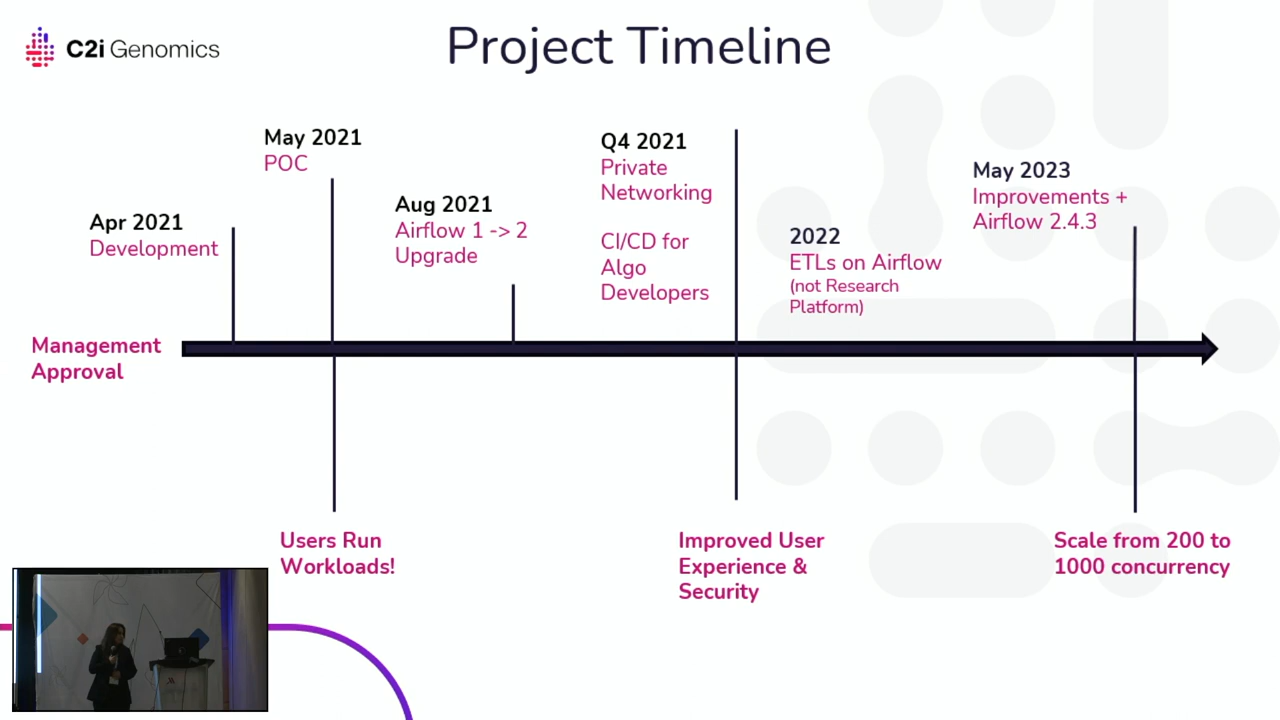 C2i Genomics
Project Timeline
Apr 2021
Development
May 2021
POC
Aug 2021
Airflow 1 -> 2
Upgrade
Q4 2021
Private
Networking
CI/CD for
Algo
Developers
2022
ETLs on Airflow
(not Research
Platform)
May 2023
Improvements +
Airflow 2.4.3
Management
Approval
Users Run
Workloads!
Improved User
Experience &
Security
Scale from 200 to
1000 concurrency